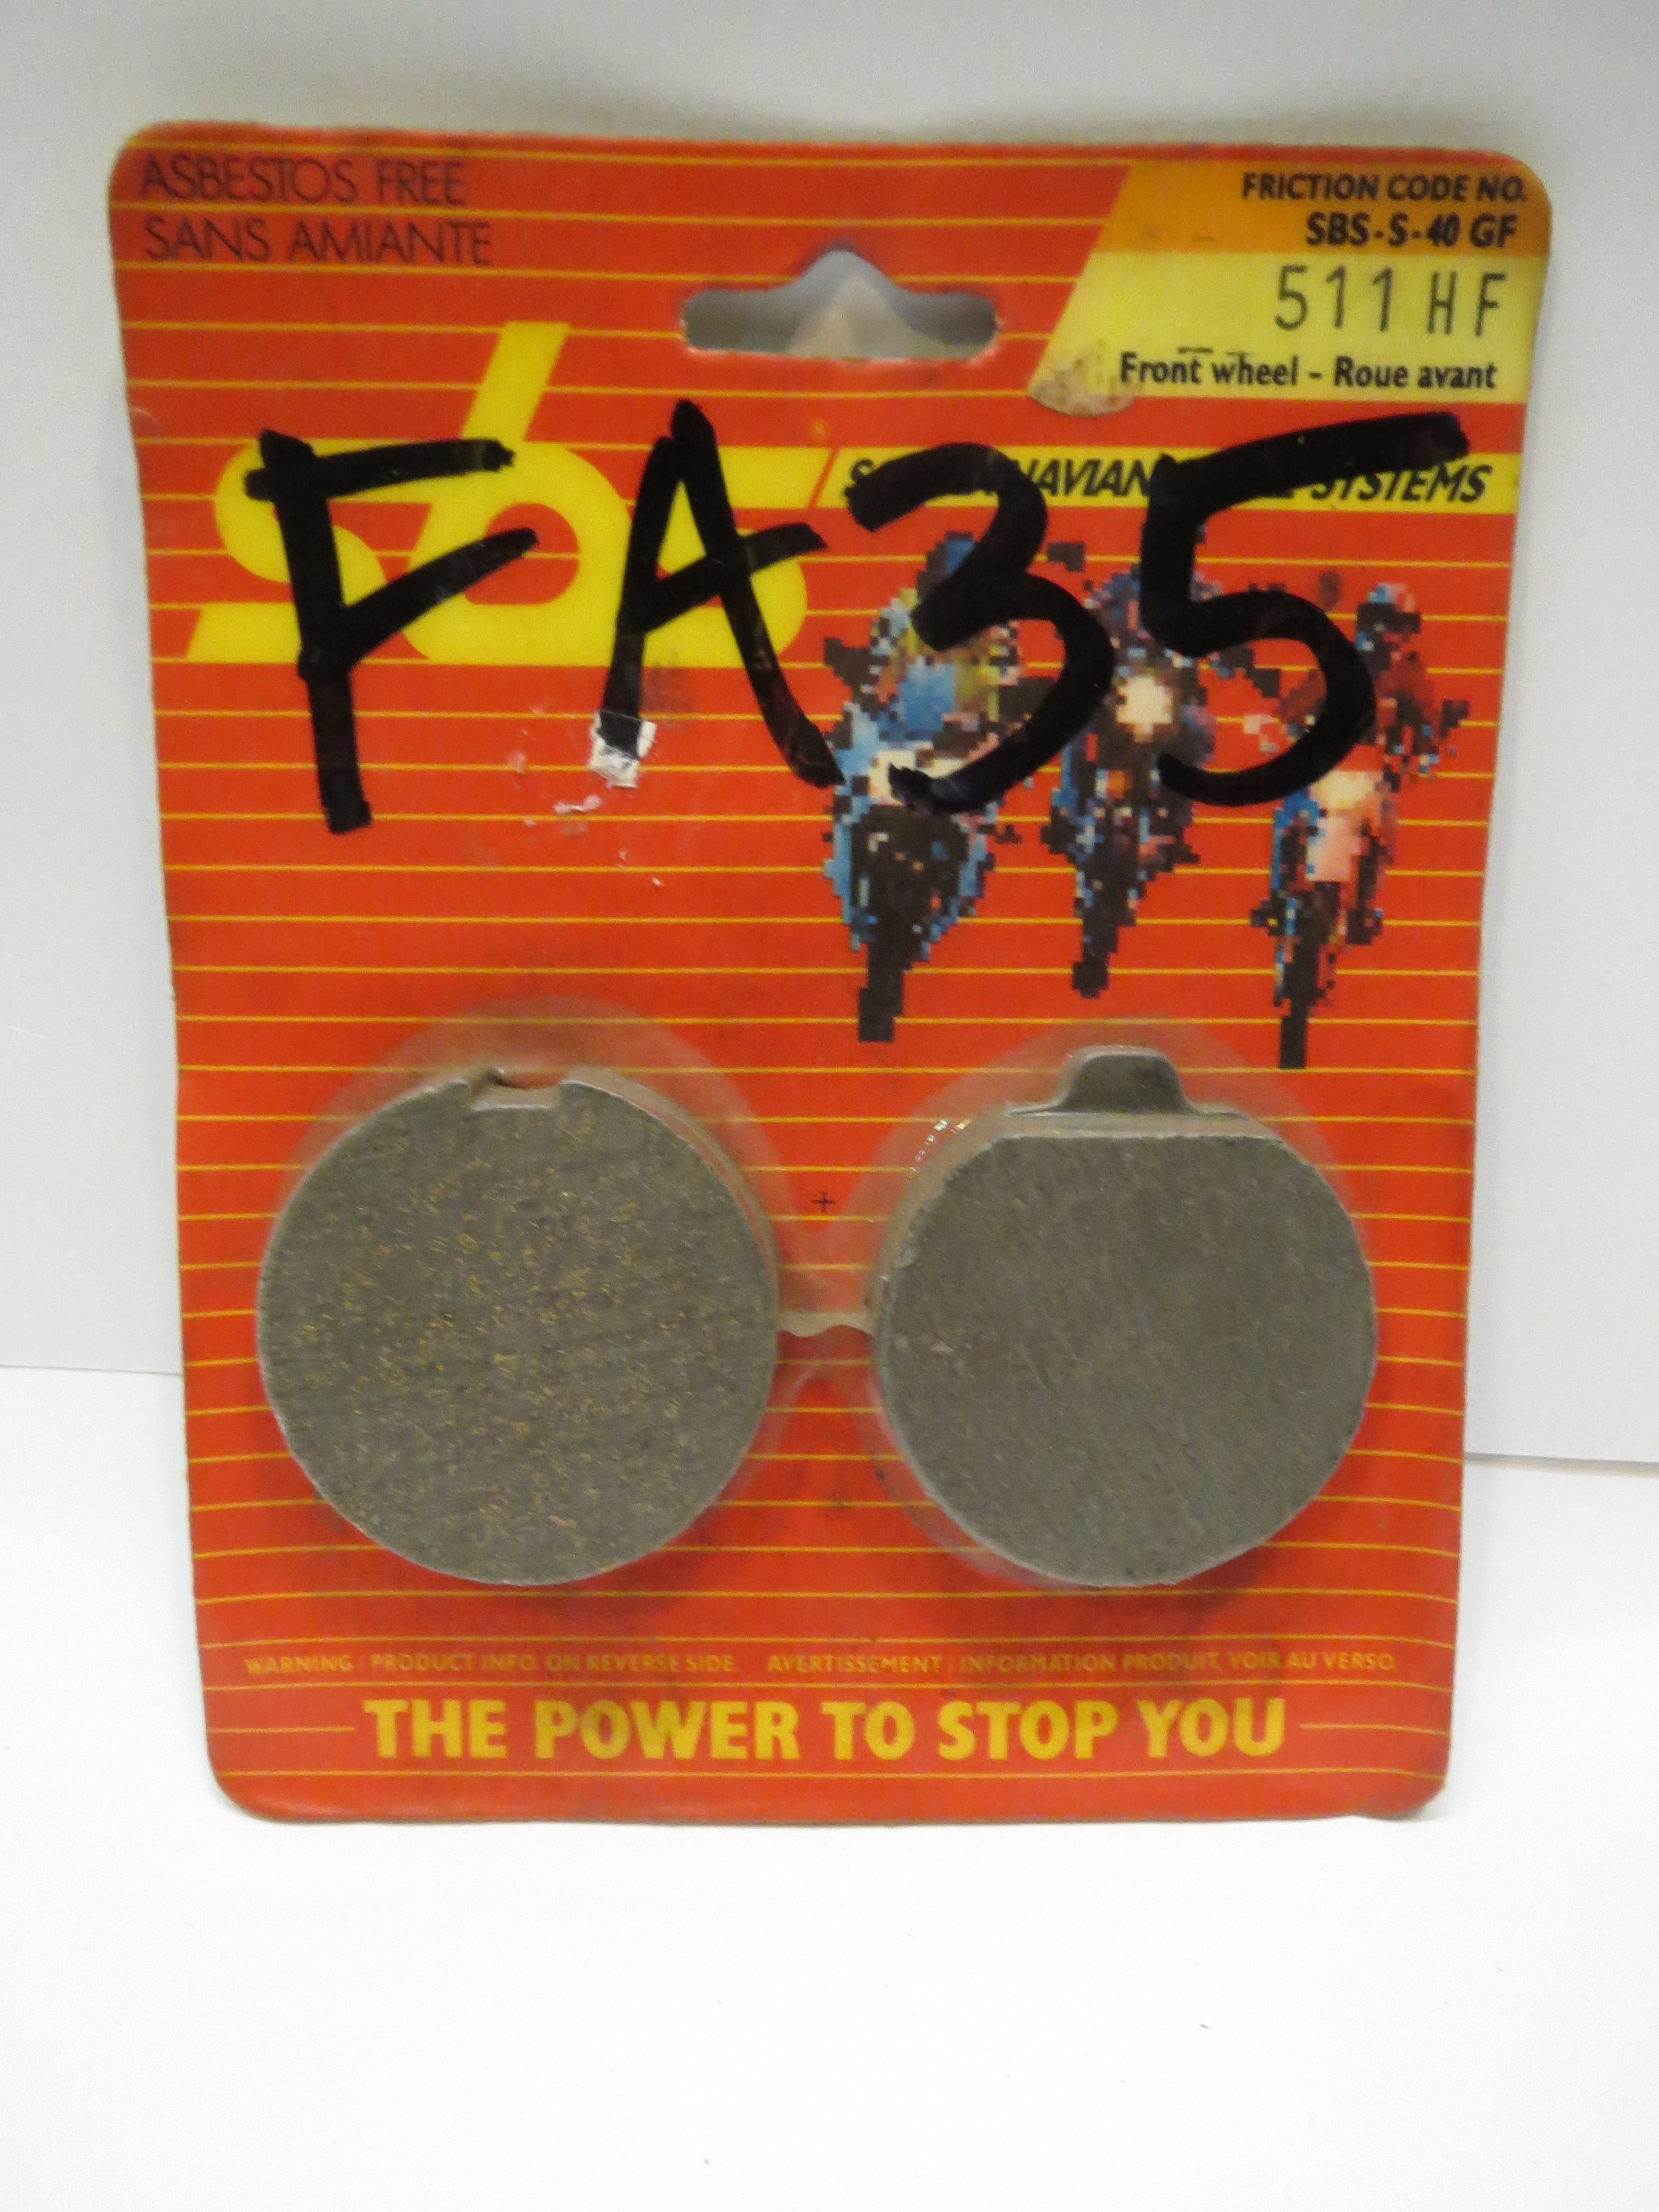 ASBESTOS FREE
SANS AMIANTE
FRICTION CODE NO.
SBS-S-40 GF
511 HF
Front wheel - Roue avant
sbs
SYSTEMS
FA35
WARNING / PRODUCT INFO. ON REVERSE SIDE. AVERTISSEMENT / INFORMATION PRODUIT, VOIR AU VERSO.
THE POWER TO STOP YOU